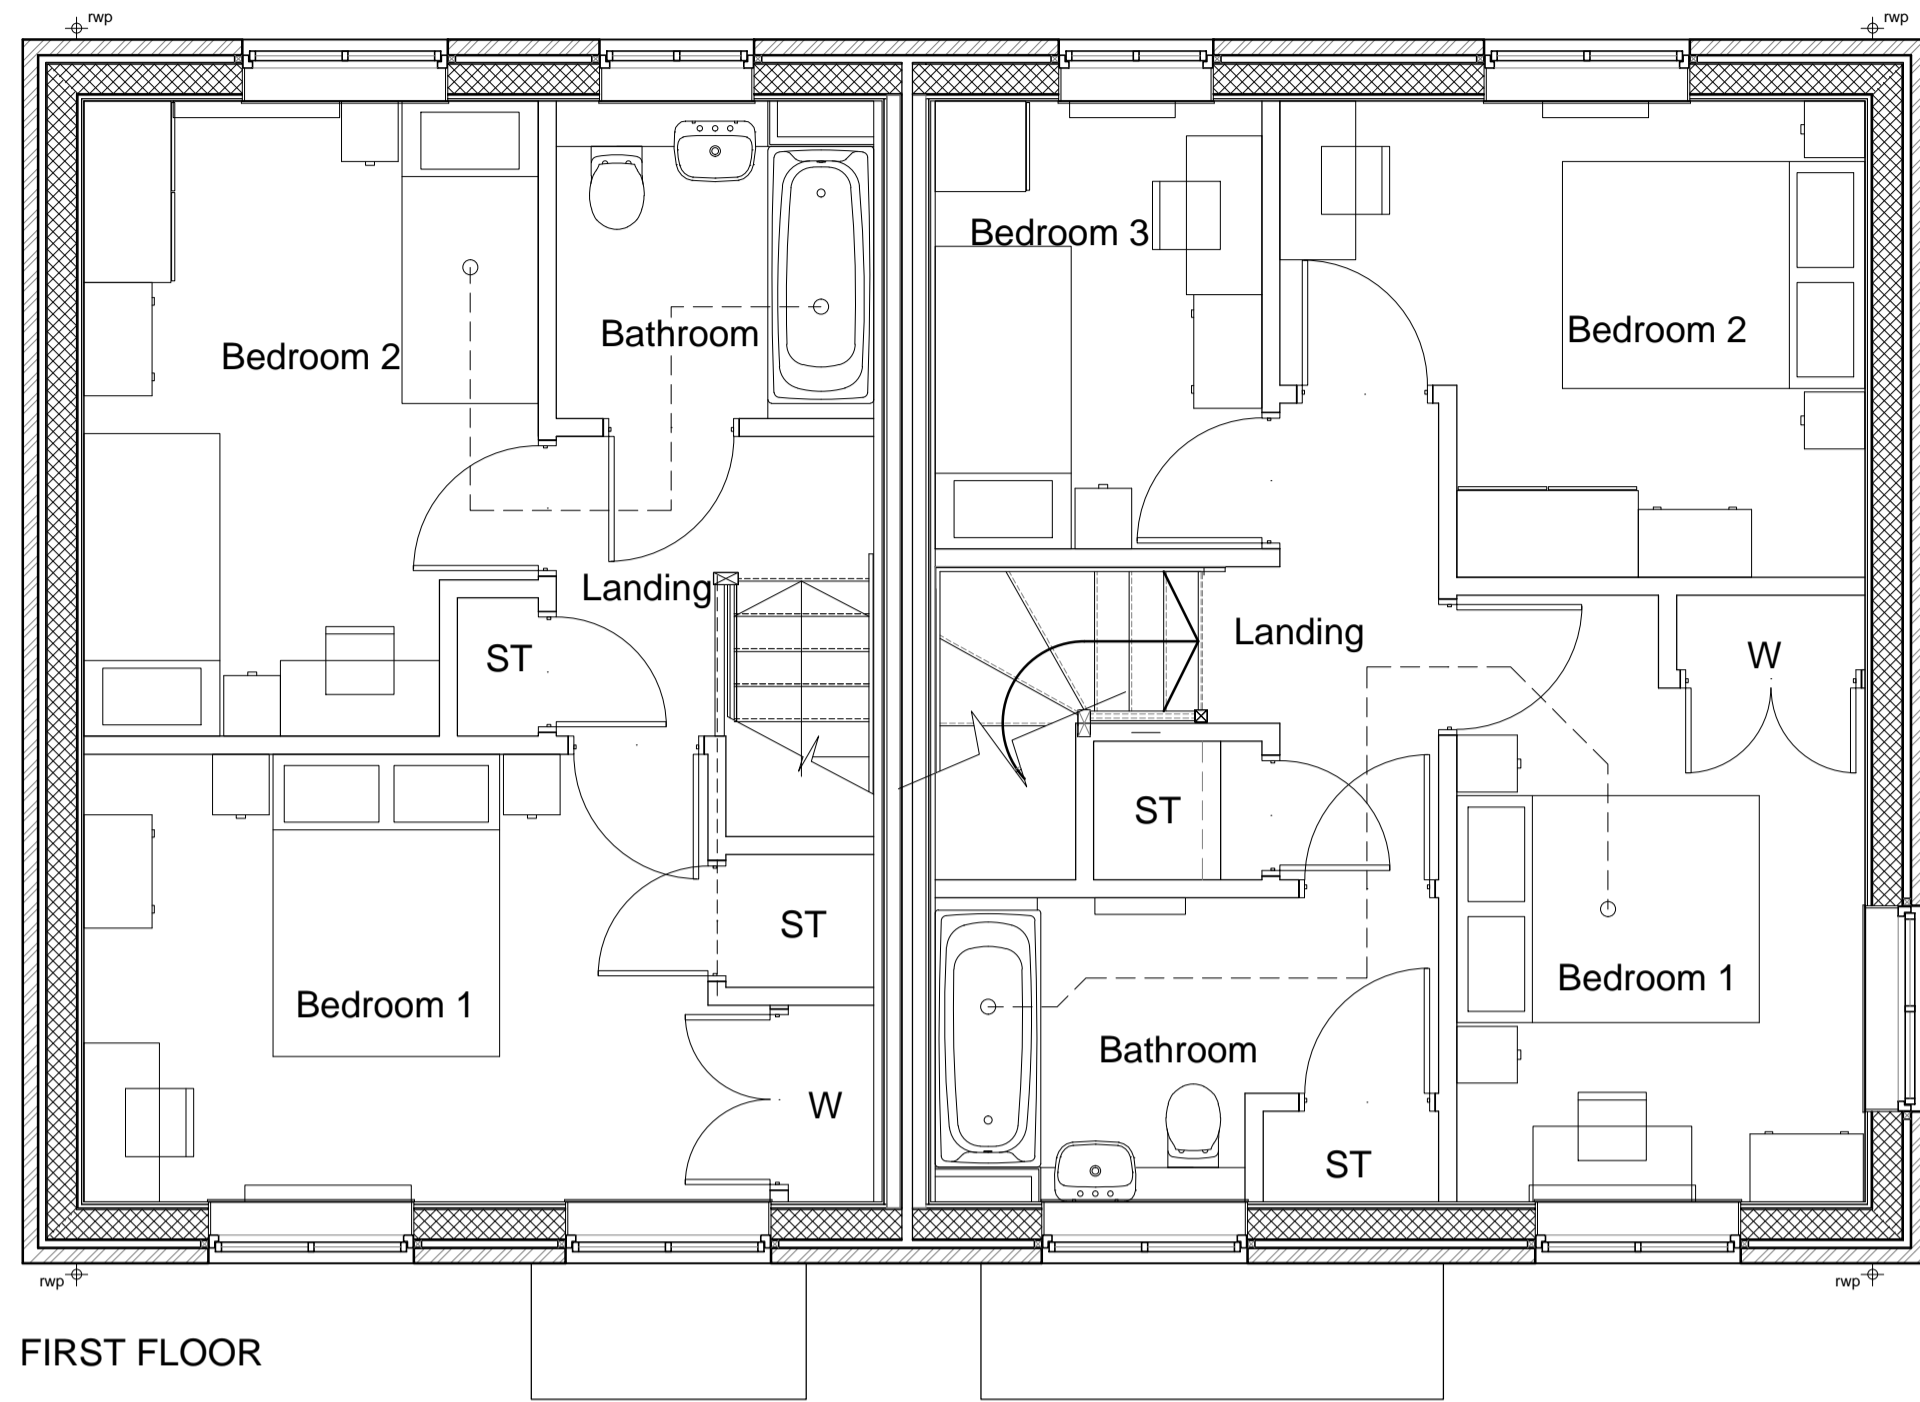 rwp
rwp
Bedroom 3
Bedroom 2
Bathroom
Bedroom 2
Landing
Landing
ST
W
ST
ST
Bedroom 1
Bedroom 1
Bathroom
W
ST
rwp
rwp
FIRST FLOOR